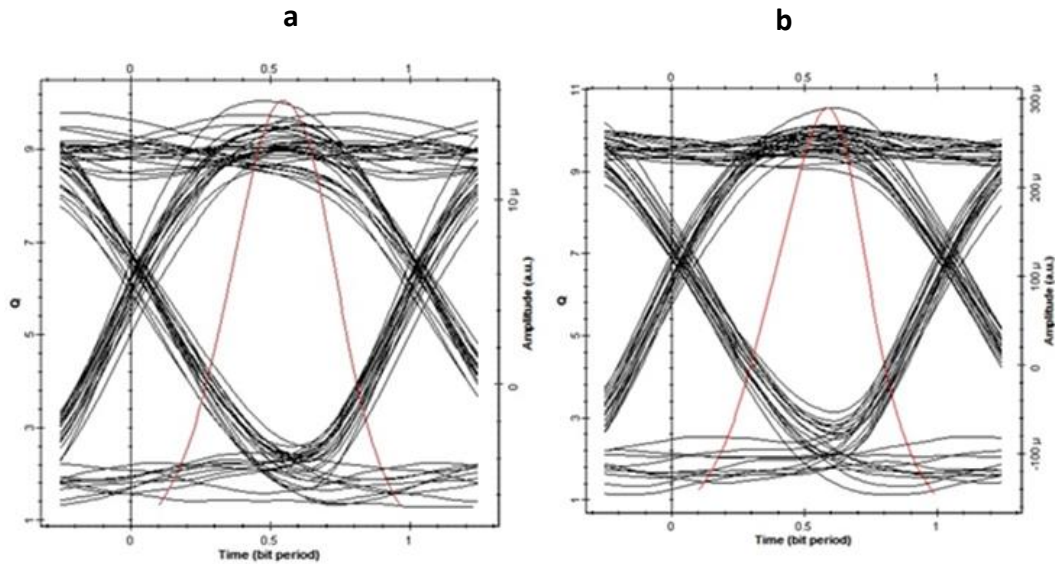 a
b
0 0.5 1
0 0.5 1
Q
1 3 5 7 9
0 10 µ
Amplitude (a.u.)
Q
1 3 5 7 9 11
-100 µ 0 100 µ 200 µ 300 µ
Amplitude (a.u.)
0 0.5 1
Time (bit period)
0 0.5 1
Time (bit period)